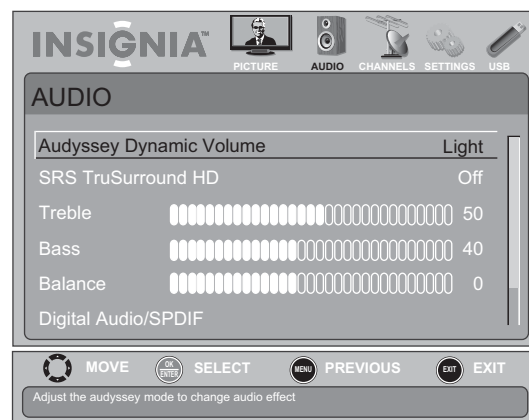 INSIGNIA™
PICTURE AUDIO CHANNELS SETTINGS USB
AUDIO
Audyssey Dynamic Volume Light
SRS TruSurround HD Off
Treble 50
Bass 40
Balance 0
Digital Audio/SPDIF
MOVE OK ENTER SELECT MENU PREVIOUS EXIT EXIT
Adjust the audyssey mode to change audio effect